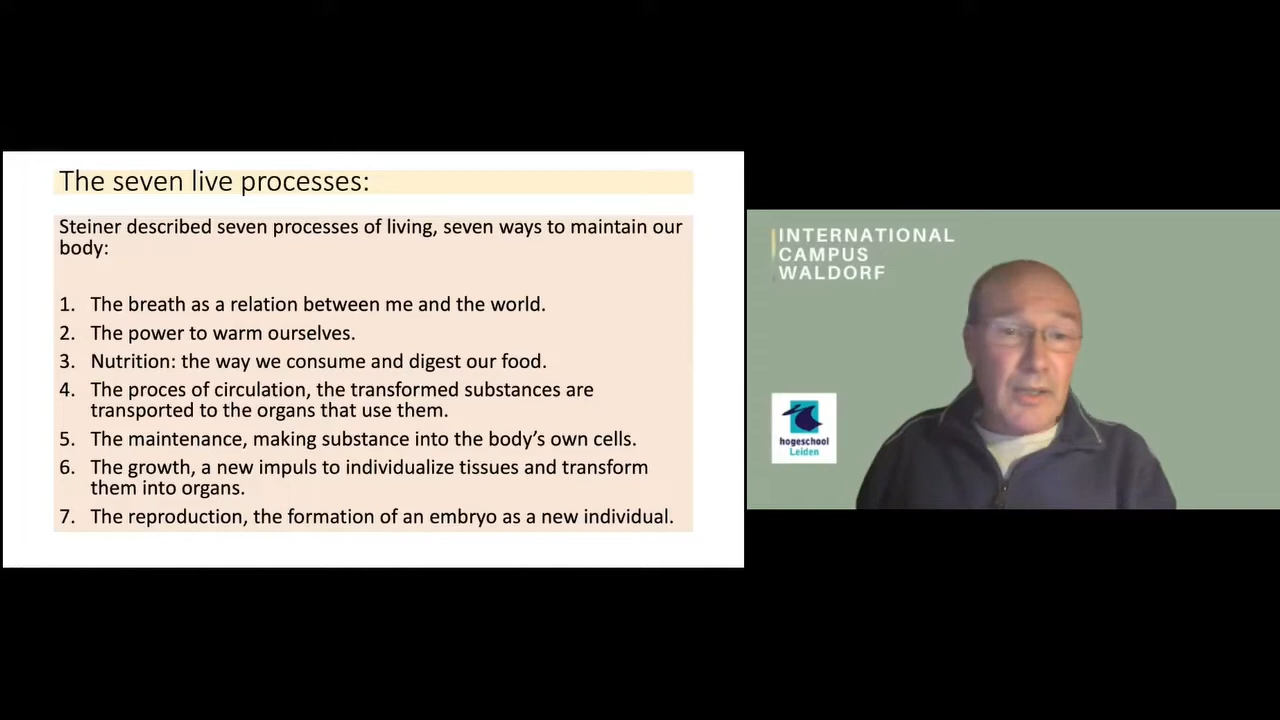 The seven live processes:
Steiner described seven processes of living, seven ways to maintain our
body:
1. The breath as a relation between me and the world.
2. The power to warm ourselves.
3. Nutrition: the way we consume and digest our food.
4. The proces of circulation, the transformed substances are
transported to the organs that use them.
5. The maintenance, making substance into the body's own cells.
6. The growth, a new impuls to individualize tissues and transform
them into organs.
7. The reproduction, the formation of an embryo as a new individual.
INTERNATIONAL
CAMPUS
WALDORF
hogeschool
Leiden